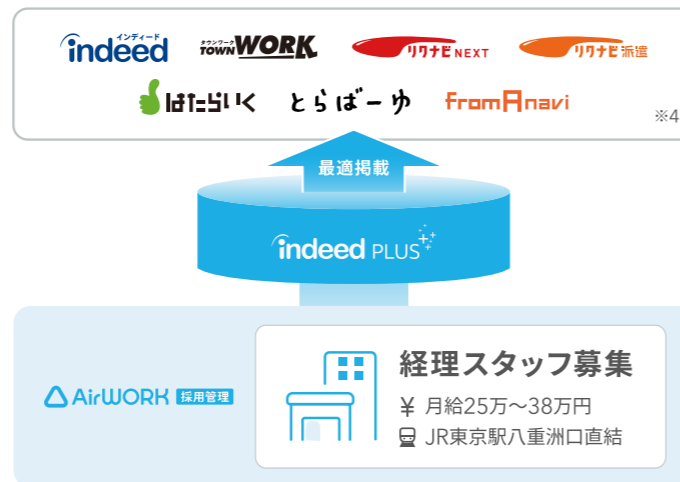 インディード
indeed
タウンワーク
TOWN WORK
リクナビNEXT
リクナビ派遣
はたらいく
とらばーゆ
fromAnavi
※4
最適掲載
indeed PLUS
AirWORK 採用管理
経理スタッフ募集
¥ 月給25万〜38万円
JR東京駅八重洲口直結